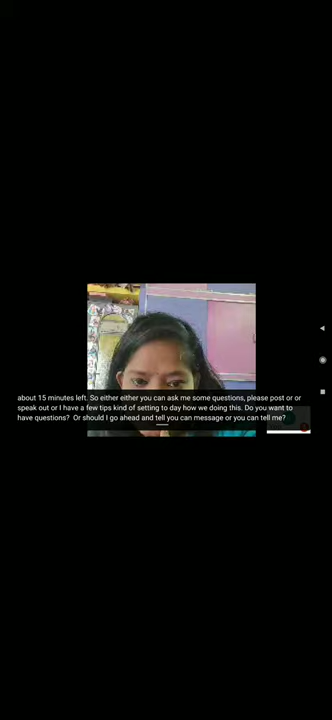 about 15 minutes left. So either either you can ask me some questions, please post or or
speak out or I have a few tips kind of setting to day how we doing this. Do you want to
have questions?  Or should I go ahead and tell you can message or you can tell me?